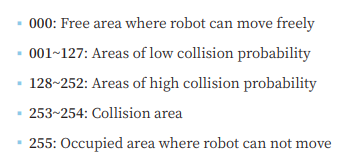 ▪ 000: Free area where robot can move freely
▪ 001~127: Areas of low collision probability
▪ 128~252: Areas of high collision probability
▪ 253~254: Collision area
▪ 255: Occupied area where robot can not move